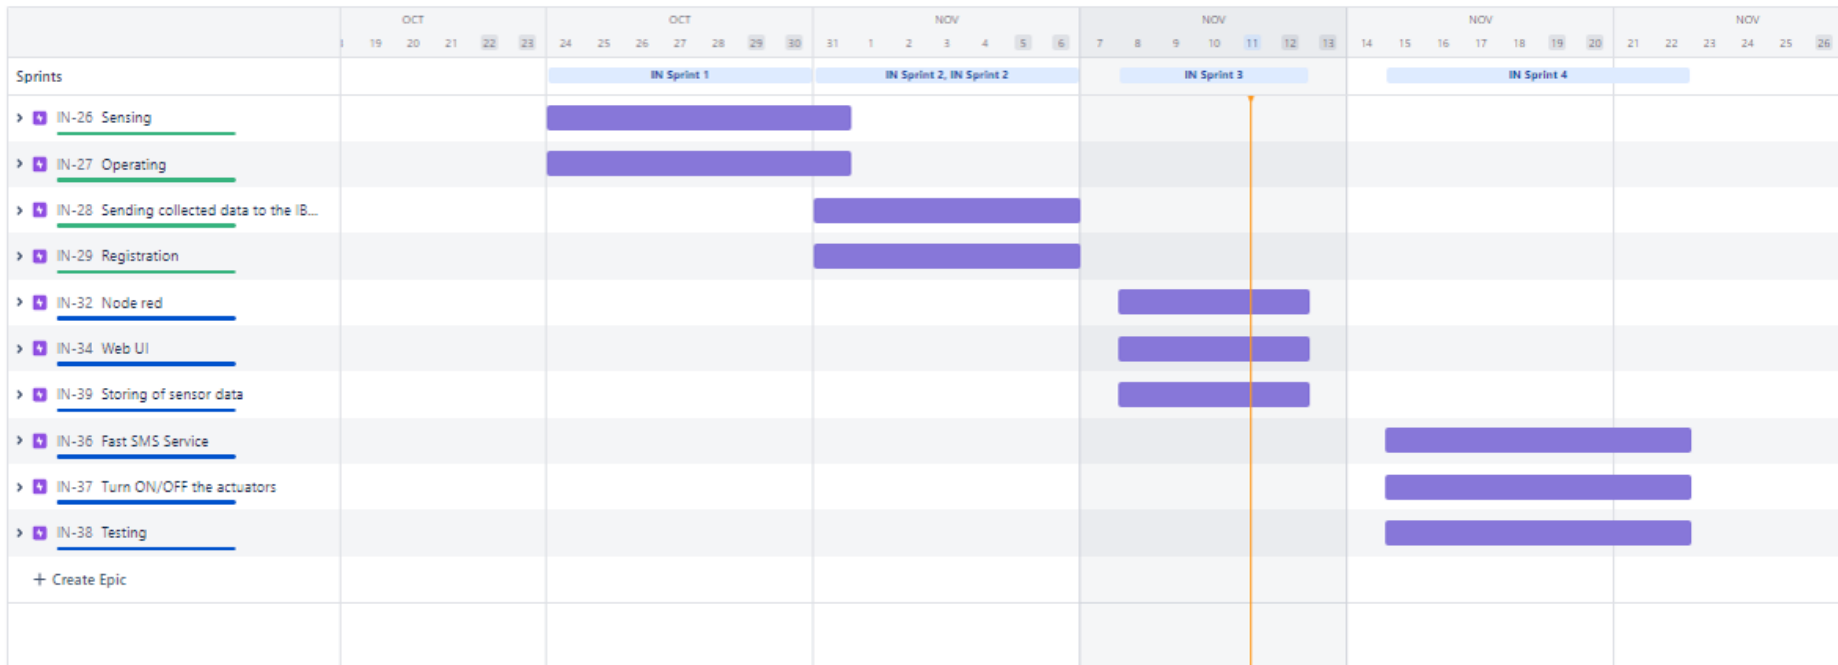 OCT OCT NOV NOV NOV NOV
19 20 21 22 23 24 25 26 27 28 29 30 31 1 2 3 4 5 6 7 8 9 10 11 12 13 14 15 16 17 18 19 20 21 22 23 24 25 26
Sprints IN Sprint 1 IN Sprint 2, IN Sprint 2 IN Sprint 3 IN Sprint 4
IN-26 Sensing
IN-27 Operating
IN-28 Sending collected data to the IB...
IN-29 Registration
IN-32 Node red
IN-34 Web UI
IN-39 Storing of sensor data
IN-36 Fast SMS Service
IN-37 Turn ON/OFF the actuators
IN-38 Testing
+ Create Epic